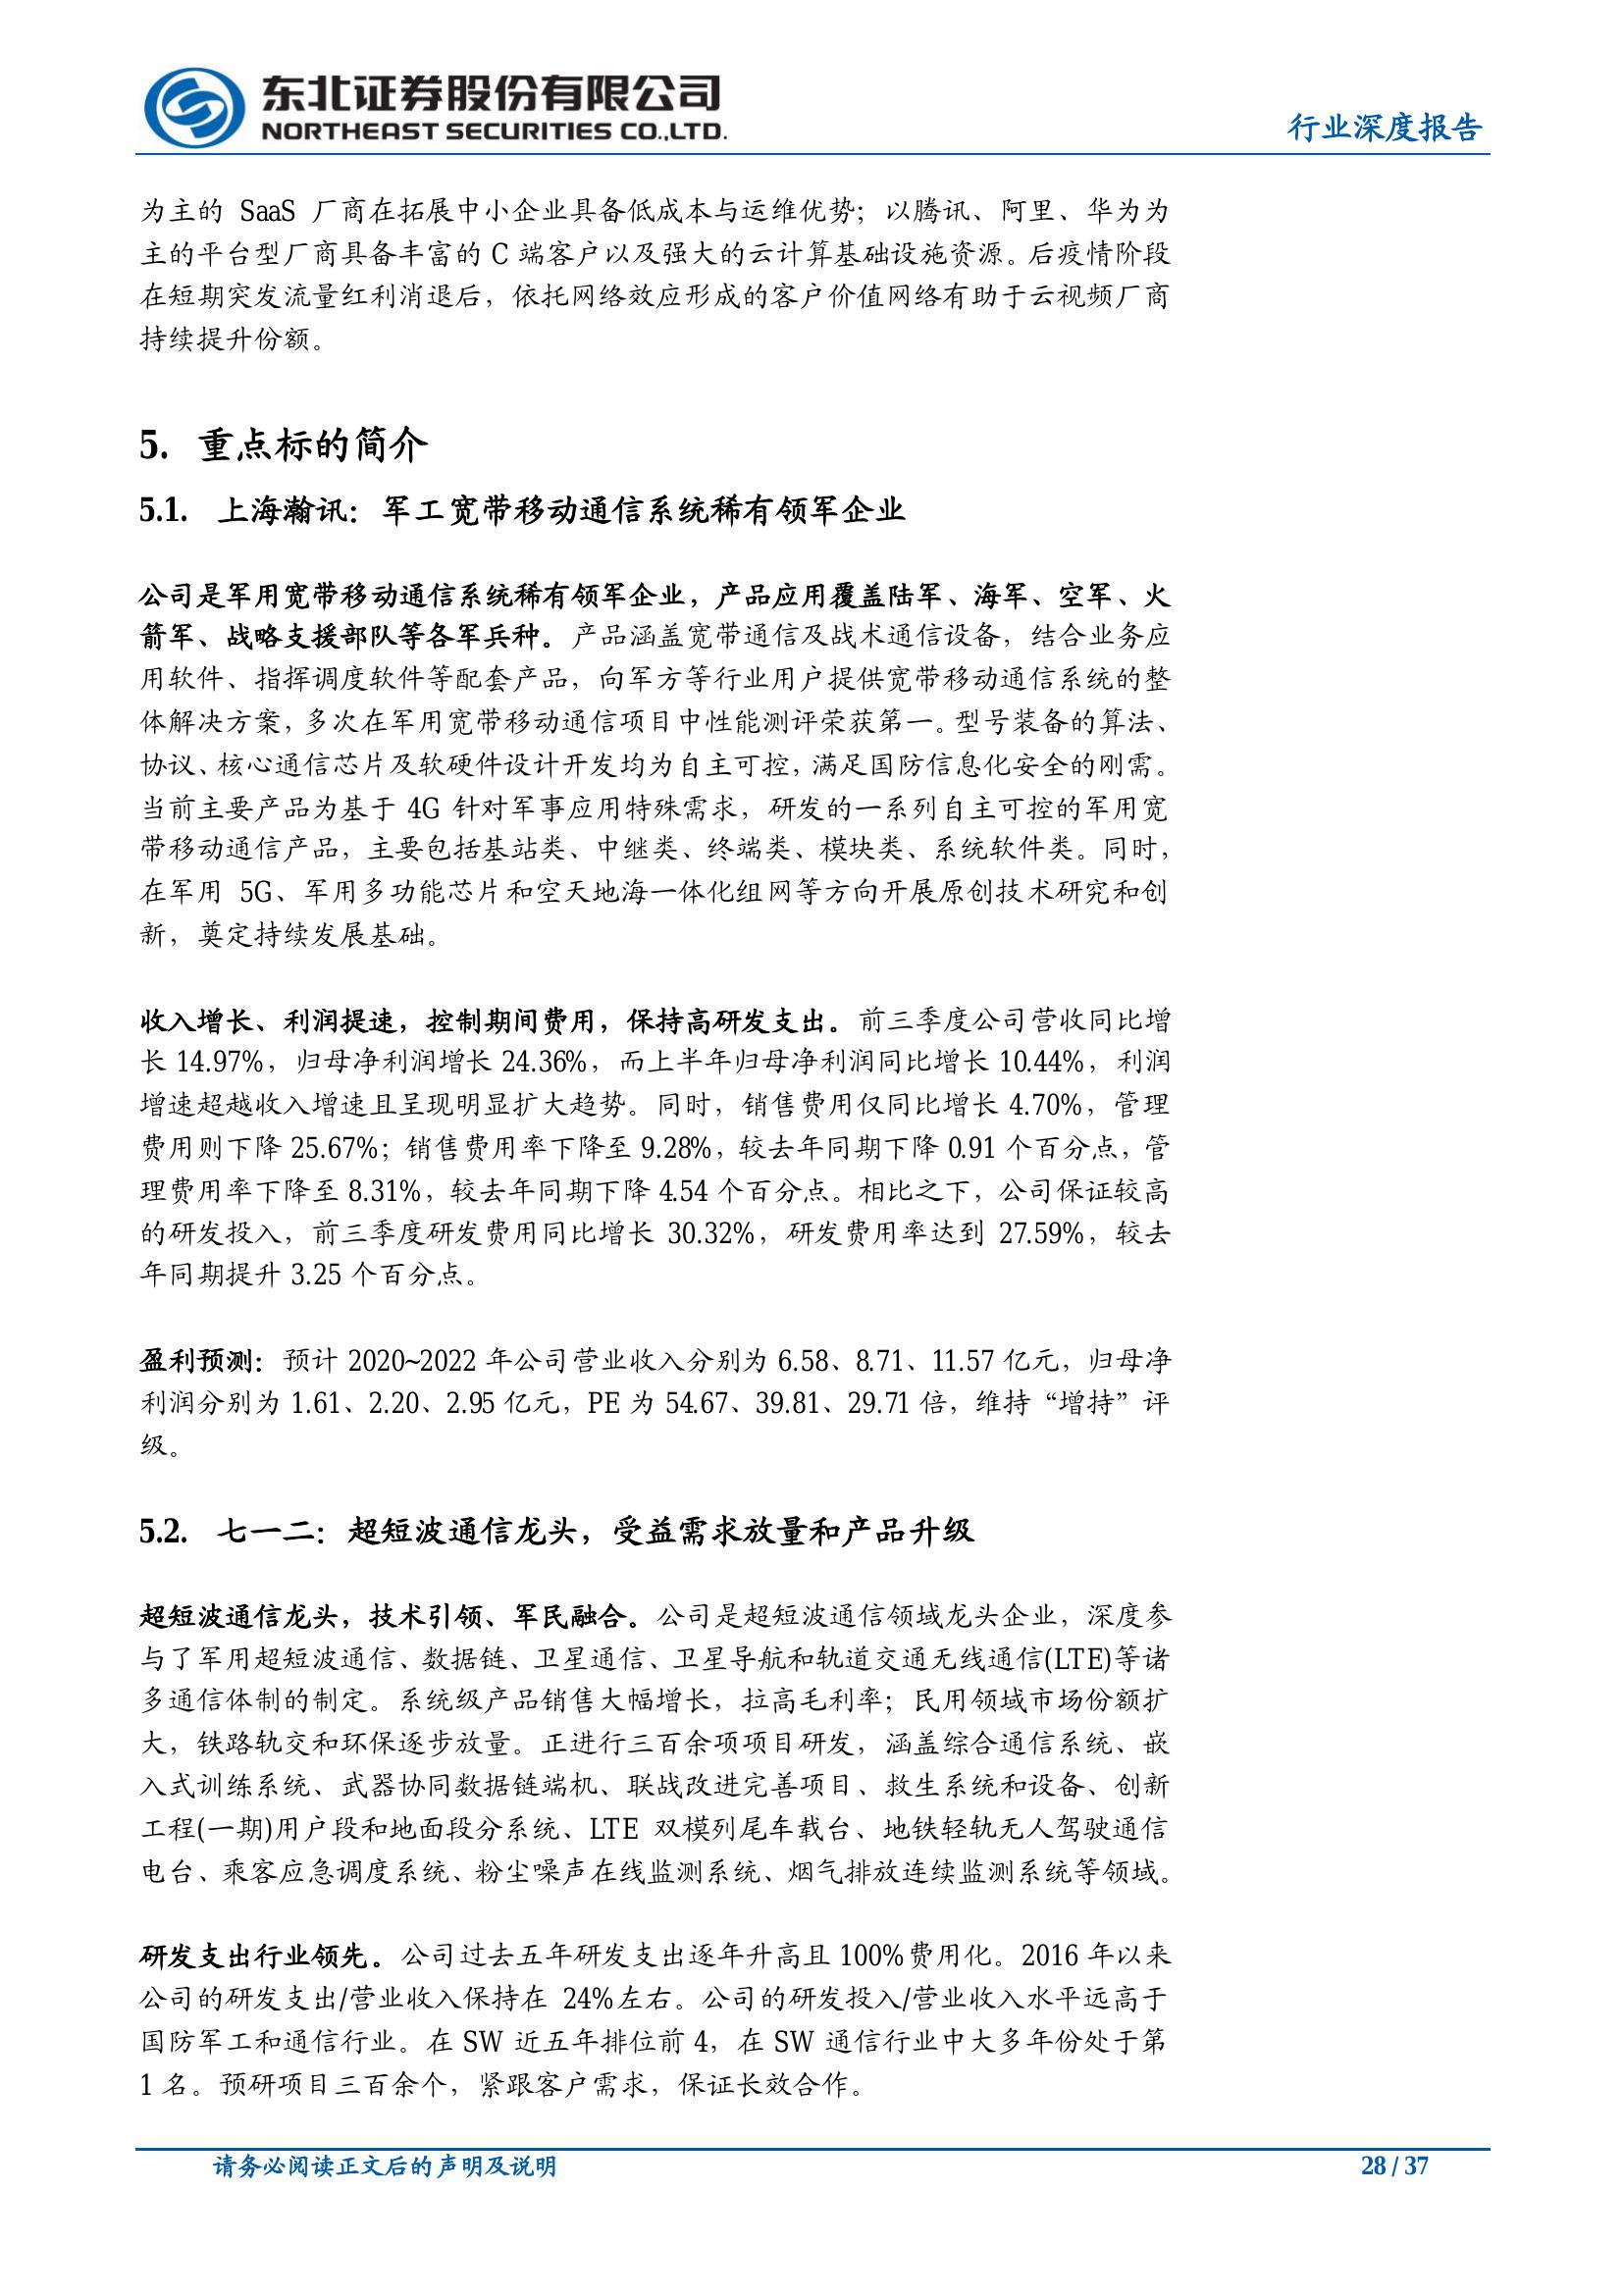 东北证券股份有限公司
NORTHEAST SECURITIES CO.,LTD.
行业深度报告
为主的 SaaS 厂商在拓展中小企业具备低成本与运维优势；以腾讯、阿里、华为为
主的平台型厂商具备丰富的 C 端客户以及强大的云计算基础设施资源。后疫情阶段
在短期突发流量红利消退后，依托网络效应形成的客户价值网络有助于云视频厂商
持续提升份额。
5. 重点标的简介
5.1. 上海瀚讯：军工宽带移动通信系统稀有领军企业
公司是军用宽带移动通信系统稀有领军企业，产品应用覆盖陆军、海军、空军、火
箭军、战略支援部队等各军兵种。产品涵盖宽带通信及战术通信设备，结合业务应
用软件、指挥调度软件等配套产品，向军方等行业用户提供宽带移动通信系统的整
体解决方案，多次在军用宽带移动通信项目中性能测评荣获第一。型号装备的算法、
协议、核心通信芯片及软硬件设计开发均为自主可控，满足国防信息化安全的刚需。
当前主要产品为基于 4G 针对军事应用特殊需求，研发的一系列自主可控的军用宽
带移动通信产品，主要包括基站类、中继类、终端类、模块类、系统软件类。同时，
在军用 5G、军用多功能芯片和空天地海一体化组网等方向开展原创技术研究和创
新，奠定持续发展基础。
收入增长、利润提速，控制期间费用，保持高研发支出。前三季度公司营收同比增
长 14.97%，归母净利润增长 24.36%，而上半年归母净利润同比增长 10.44%，利润
增速超越收入增速且呈现明显扩大趋势。同时，销售费用仅同比增长 4.70%，管理
费用则下降 25.67%；销售费用率下降至 9.28%，较去年同期下降 0.91 个百分点，管
理费用率下降至 8.31%，较去年同期下降 4.54 个百分点。相比之下，公司保证较高
的研发投入，前三季度研发费用同比增长 30.32%，研发费用率达到 27.59%，较去
年同期提升 3.25 个百分点。
盈利预测：预计 2020~2022 年公司营业收入分别为 6.58、8.71、11.57 亿元，归母净
利润分别为 1.61、2.20、2.95 亿元，PE 为 54.67、39.81、29.71 倍，维持“增持”评
级。
5.2. 七一二：超短波通信龙头，受益需求放量和产品升级
超短波通信龙头，技术引领、军民融合。公司是超短波通信领域龙头企业，深度参
与了军用超短波通信、数据链、卫星通信、卫星导航和轨道交通无线通信(LTE)等诸
多通信体制的制定。系统级产品销售大幅增长，拉高毛利率；民用领域市场份额扩
大，铁路轨交和环保逐步放量。正进行三百余项项目研发，涵盖综合通信系统、嵌
入式训练系统、武器协同数据链端机、联战改进完善项目、救生系统和设备、创新
工程(一期)用户段和地面段分系统、LTE 双模列尾车载台、地铁轻轨无人驾驶通信
电台、乘客应急调度系统、粉尘噪声在线监测系统、烟气排放连续监测系统等领域。
研发支出行业领先。公司过去五年研发支出逐年升高且 100%费用化。2016 年以来
公司的研发支出/营业收入保持在 24%左右。公司的研发投入/营业收入水平远高于
国防军工和通信行业。在 SW 近五年排位前 4，在 SW 通信行业中大多年份处于第
1 名。预研项目三百余个，紧跟客户需求，保证长效合作。
请务必阅读正文后的声明及说明
28 / 37